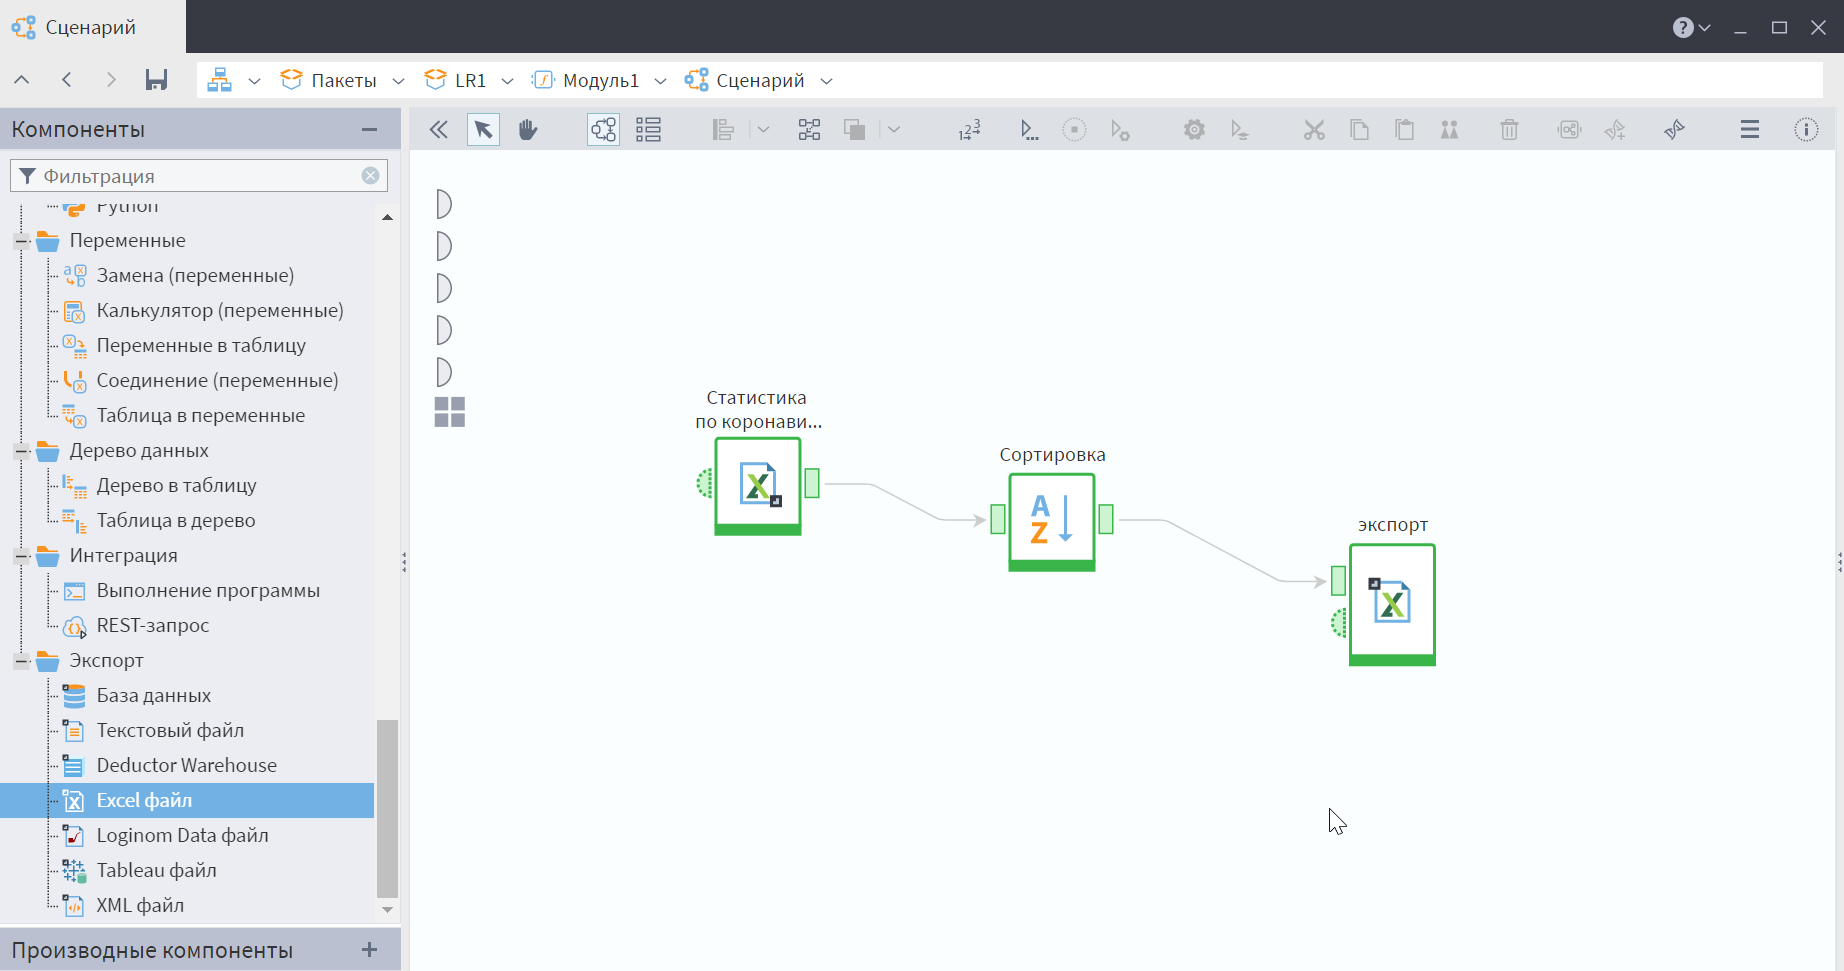 Сценарий
Пакеты
LR1
Модуль1
Сценарий
Компоненты
Фильтрация
Python
Переменные
Замена (переменные)
Калькулятор (переменные)
Переменные в таблицу
Соединение (переменные)
Таблица в переменные
Дерево данных
Дерево в таблицу
Таблица в дерево
Интеграция
Выполнение программы
REST-запрос
Экспорт
База данных
Текстовый файл
Deductor Warehouse
Excel файл
Loginom Data файл
Tableau файл
XML файл
Производные компоненты
Статистика
по коронави...
Сортировка
A
Z
экспорт